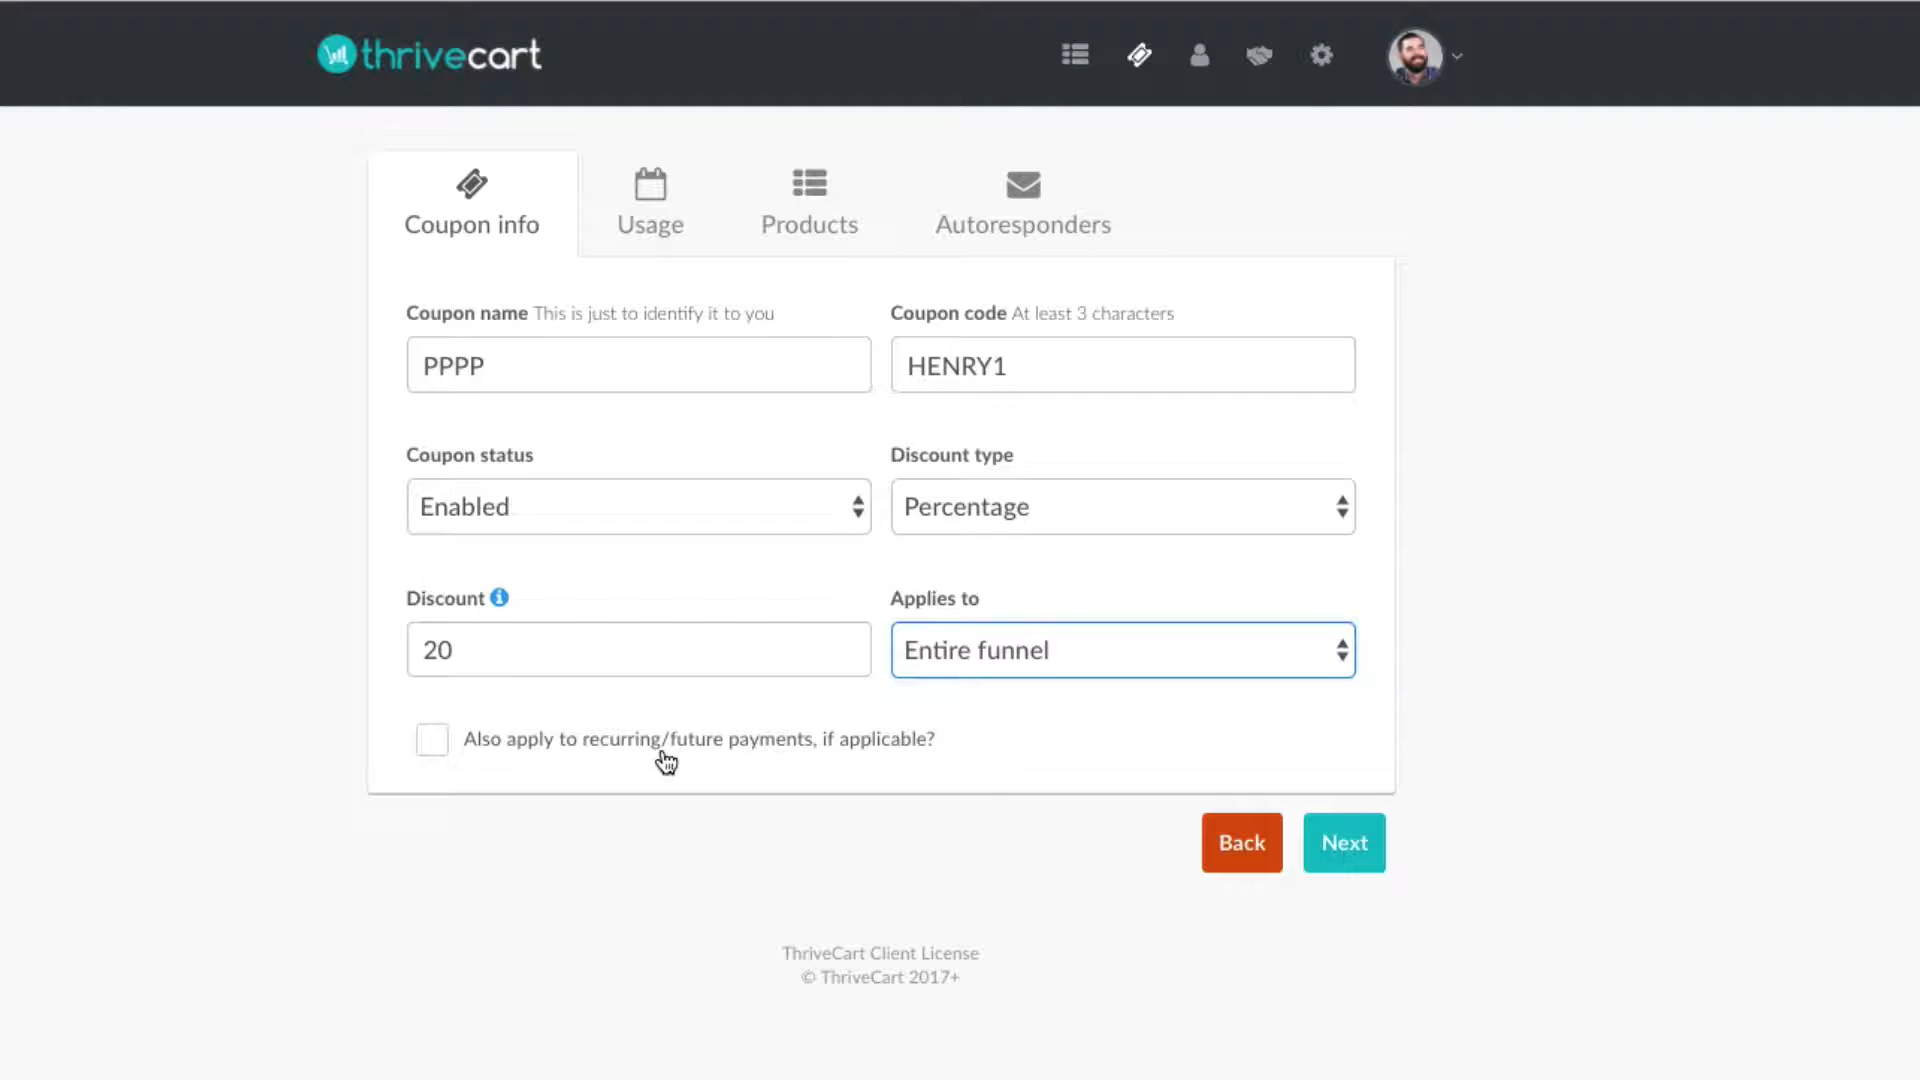 thrivecart
Coupon info
Usage
Products
Autoresponders
Coupon name This is just to identify it to you
Coupon code At least 3 characters
PPPP
HENRY1
Coupon status
Discount type
Enabled
Percentage
Discount
Applies to
20
Entire funnel
Also apply to recurring/future payments, if applicable?
Back
Next
ThriveCart Client License
© ThriveCart 2017+